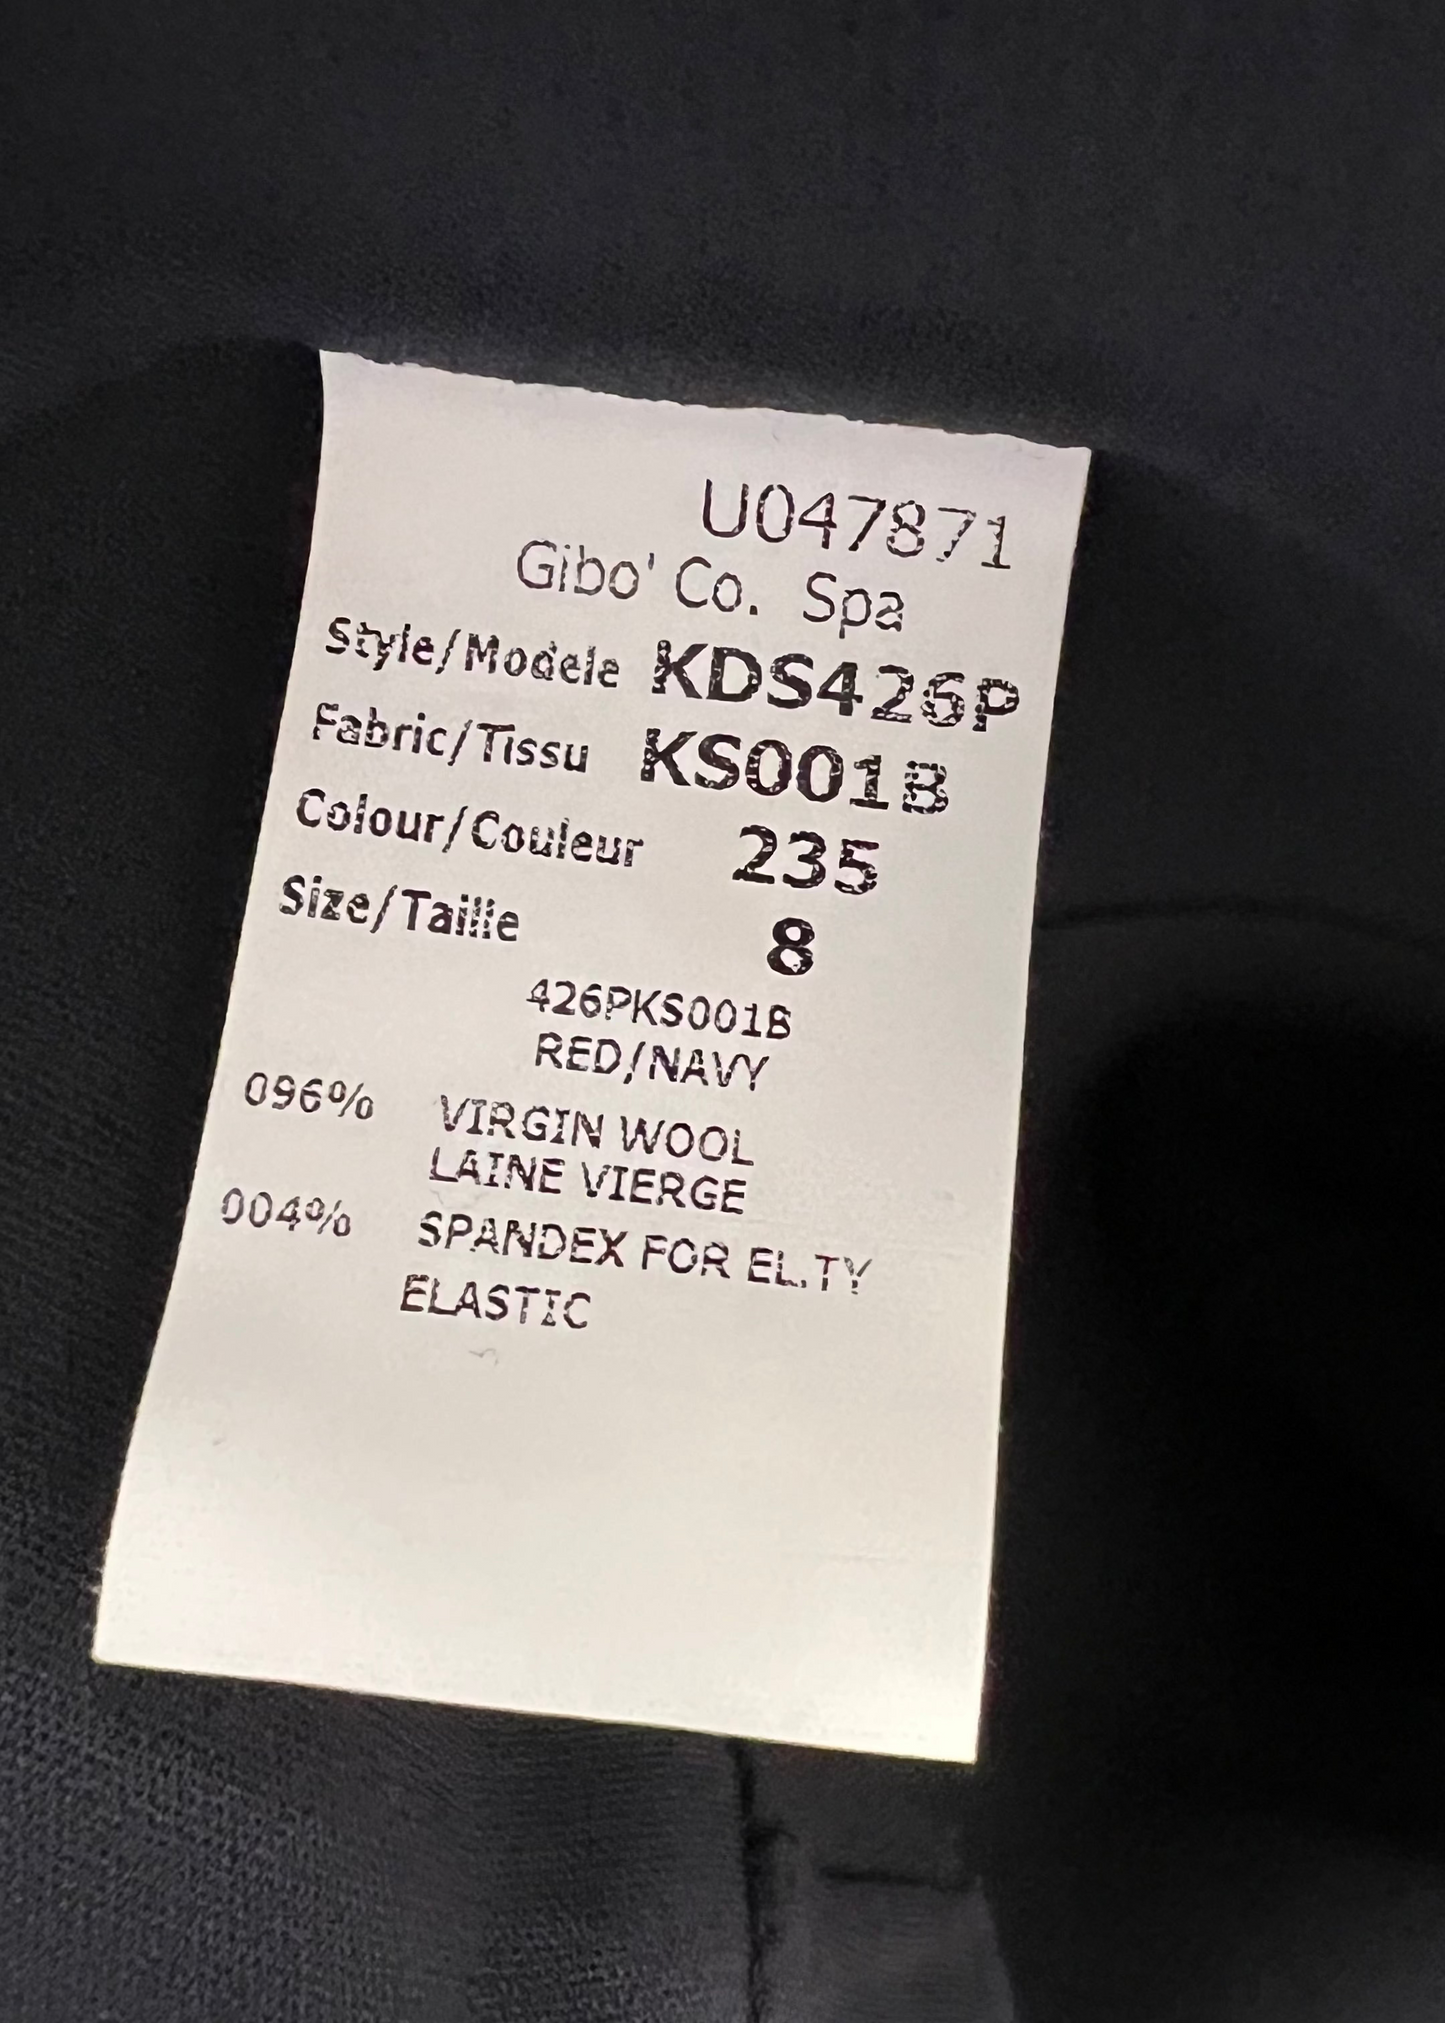 U047871
Gibo' Co. Spa
Style/Modele KDS426P
Fabric/Tissu KS001B
Colour/Couleur 235
Size/Taille 8
426PKS001B
RED/NAVY
096% VIRGIN WOOL
LAINE VIERGE
004% SPANDEX FOR EL.TY
ELASTIC